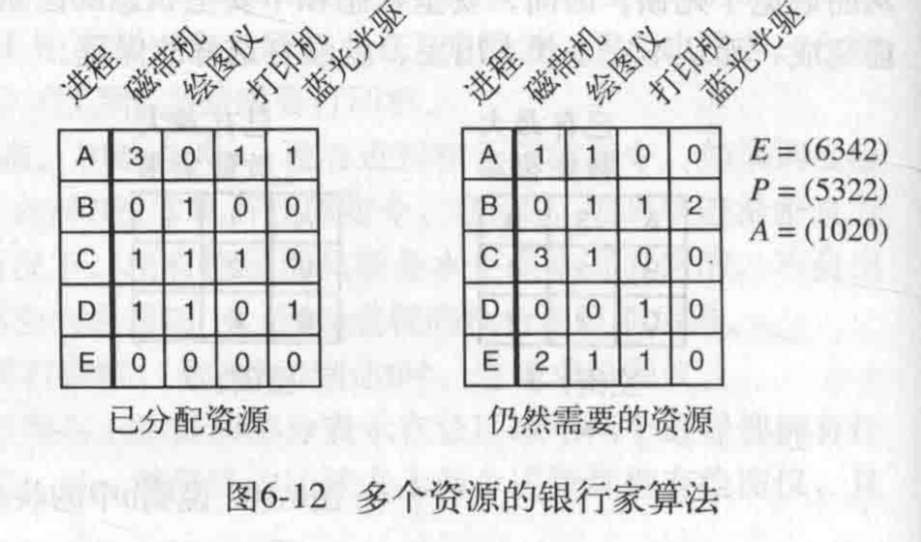 进程 磁带机 绘图仪 打印机 蓝光光驱
A 3 0 1 1
B 0 1 0 0
C 1 1 1 0
D 1 1 0 1
E 0 0 0 0
已分配资源
进程 磁带机 绘图仪 打印机 蓝光光驱
A 1 1 0 0
B 0 1 1 2
C 3 1 0 0
D 0 0 1 0
E 2 1 1 0
仍然需要的资源
E = (6342)
P = (5322)
A = (1020)
图6-12 多个资源的银行家算法